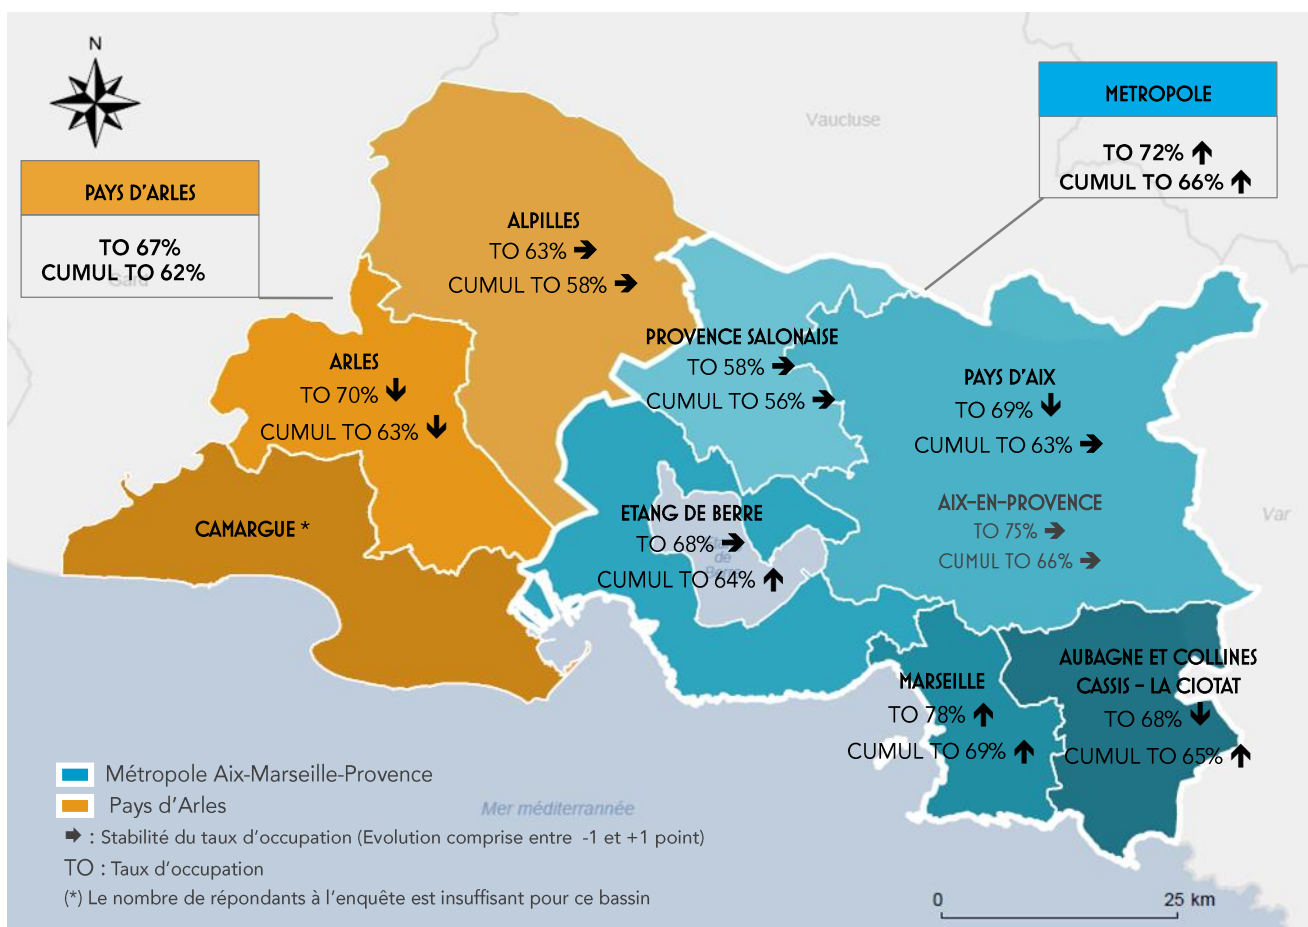 N
Vaucluse
METROPOLE
TO 72%
CUMUL TO 66%
PAYS D'ARLES
TO 67%
CUMUL TO 62%
Gard
ALPILLES
TO 63%
CUMUL TO 58%
PROVENCE SALONAISE
TO 58%
CUMUL TO 56%
ARLES
TO 70%
CUMUL TO 63%
PAYS D'AIX
TO 69%
CUMUL TO 63%
AIX-EN-PROVENCE
TO 75%
CUMUL TO 66%
Var
CAMARGUE *
ETANG DE BERRE
TO 68%
de
CUMUL TO 64%
MARSEILLE
TO 78%
CUMUL TO 69%
AUBAGNE ET COLLINES
CASSIS – LA CIOTAT
TO 68%
CUMUL TO 65%
Métropole Aix-Marseille-Provence
Pays d'Arles
Mer méditerrannée
: Stabilité du taux d'occupation (Evolution comprise entre -1 et +1 point)
TO : Taux d'occupation
(*) Le nombre de répondants à l'enquête est insuffisant pour ce bassin
0 25 km